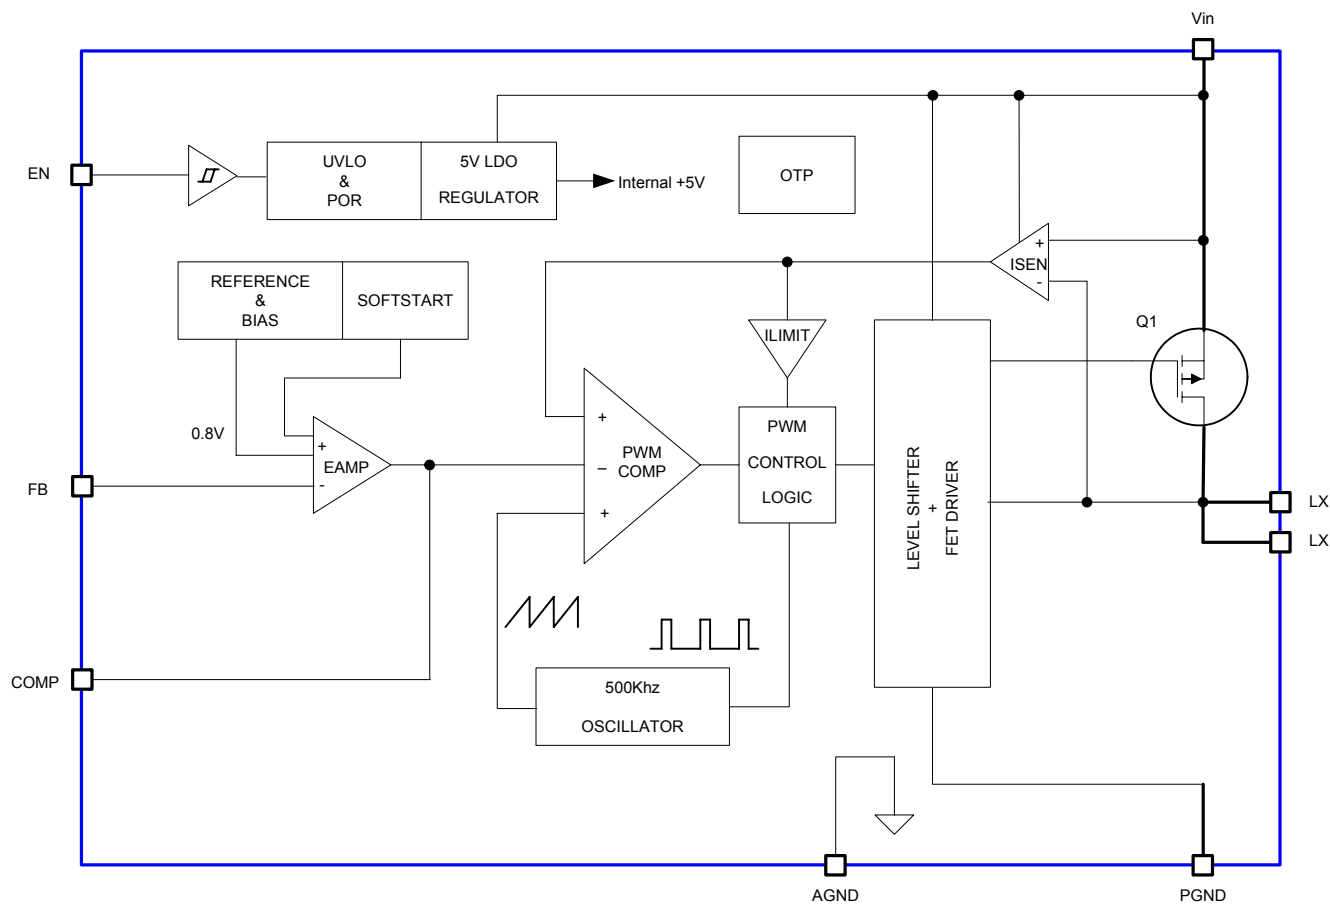 Vin
EN
UVLO
&
POR
5V LDO
REGULATOR
Internal +5V
OTP
REFERENCE
&
BIAS
SOFTSTART
+
ISEN
-
Q1
ILIMIT
0.8V
+
EAMP
-
FB
+
PWM
COMP
–
+
PWM
CONTROL
LOGIC
LEVEL SHIFTER
+
FET DRIVER
LX
LX
COMP
500Khz
OSCILLATOR
AGND
PGND